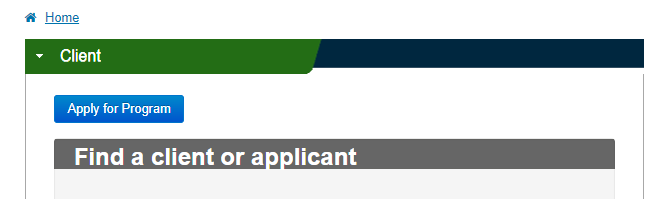 Home
Client
Apply for Program
Find a client or applicant